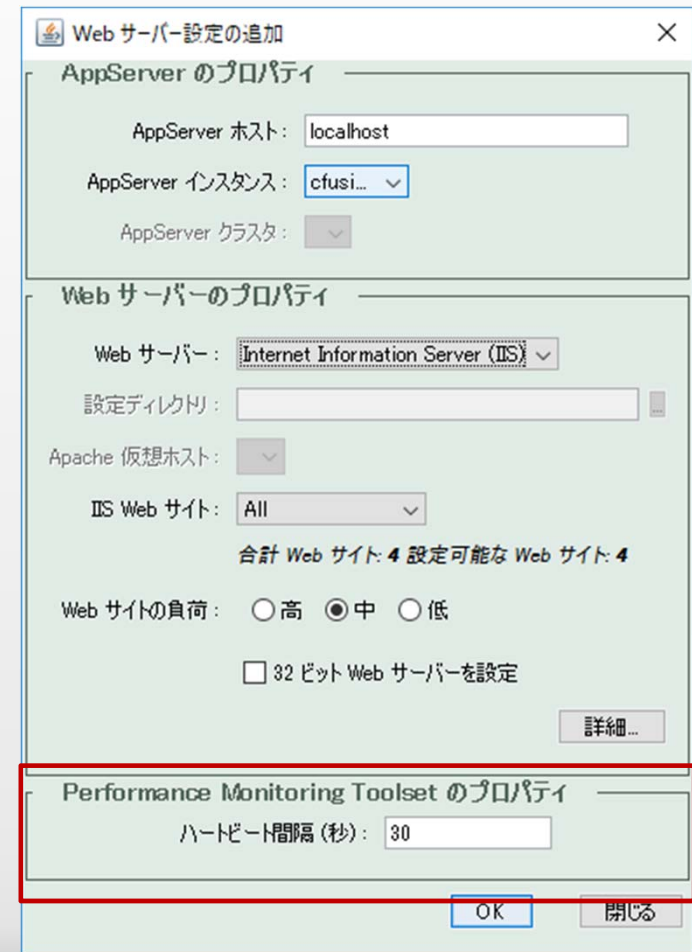 Web サーバー設定の追加
AppServer のプロパティ
AppServer ホスト : localhost
AppServer インスタンス : cfusi...
AppServer クラスタ :
Web サーバーのプロパティ
Web サーバー : Internet Information Server (IIS)
設定ディレクトリ : ...
Apache 仮想ホスト :
IIS Web サイト : All
合計 Web サイト: 4 設定可能な Web サイト: 4
Web サイトの負荷 : 高 中 低
32 ビット Web サーバーを設定
詳細...
Performance Monitoring Toolset のプロパティ
ハートビート間隔 (秒) : 30
OK 閉じる